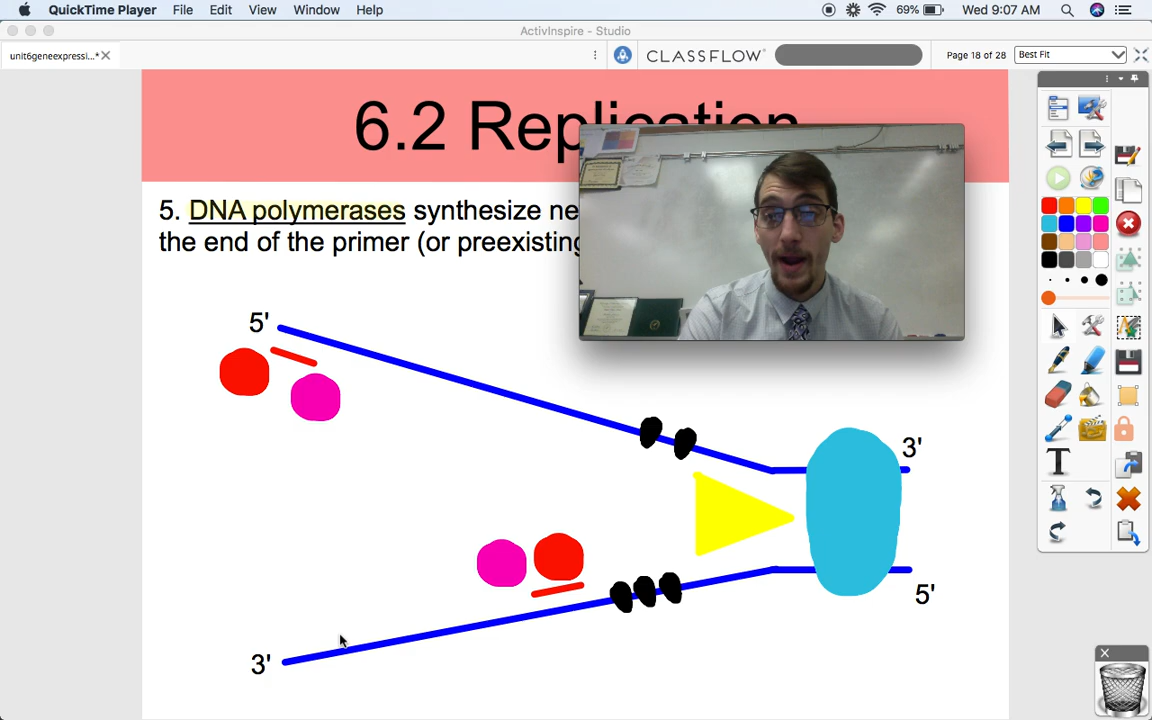 QuickTime Player File Edit View Window Help 69% Wed 9:07 AM
ActivInspire - Studio
unit6geneexpressi...* CLASSFLOW Page 18 of 28 Best Fit
6.2 Replication
5. DNA polymerases synthesize
the end of the primer (or preexisting
5'
3'
5'
3'
T